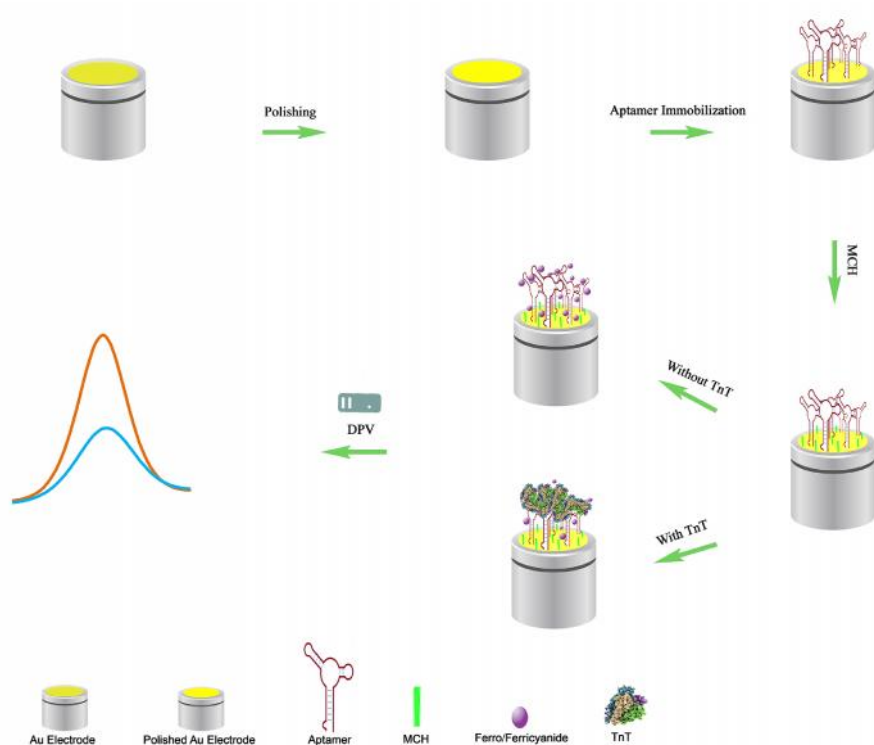 Polishing
Aptamer Immobilization
MCH
Without TnT
DPV
With TnT
Au Electrode
Polished Au Electrode
Aptamer
MCH
Ferro/Ferricyanide
TnT